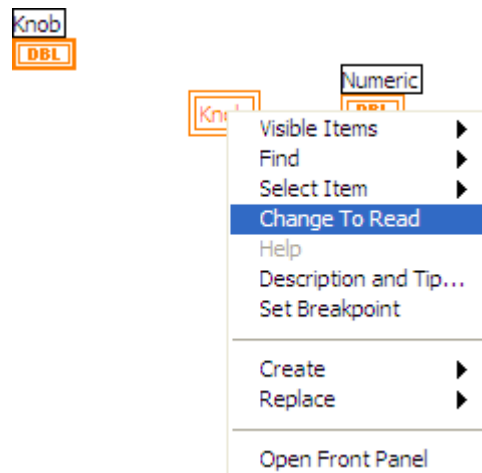 Knob
DBL
Numeric
DBL
Visible Items
Find
Select Item
Change To Read
Help
Description and Tip...
Set Breakpoint
Create
Replace
Open Front Panel